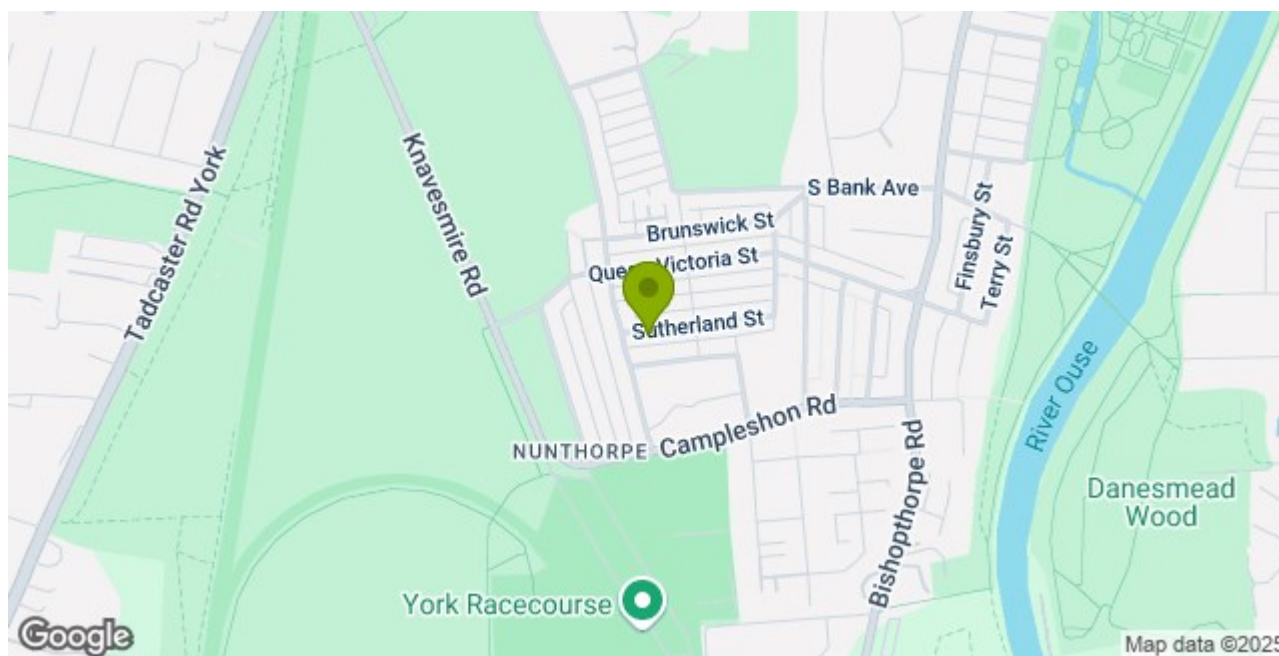 S Bank Ave
Brunswick St
Victoria St
Knavesmire Rd
Tadcaster Rd York
Finsbury St
Terry St
Sutherland St
River Ouse
Campleshon Rd
NUNTHORPE
Bishopthorpe Rd
Danesmead
Wood
York Racecourse
Google
Map data ©2025